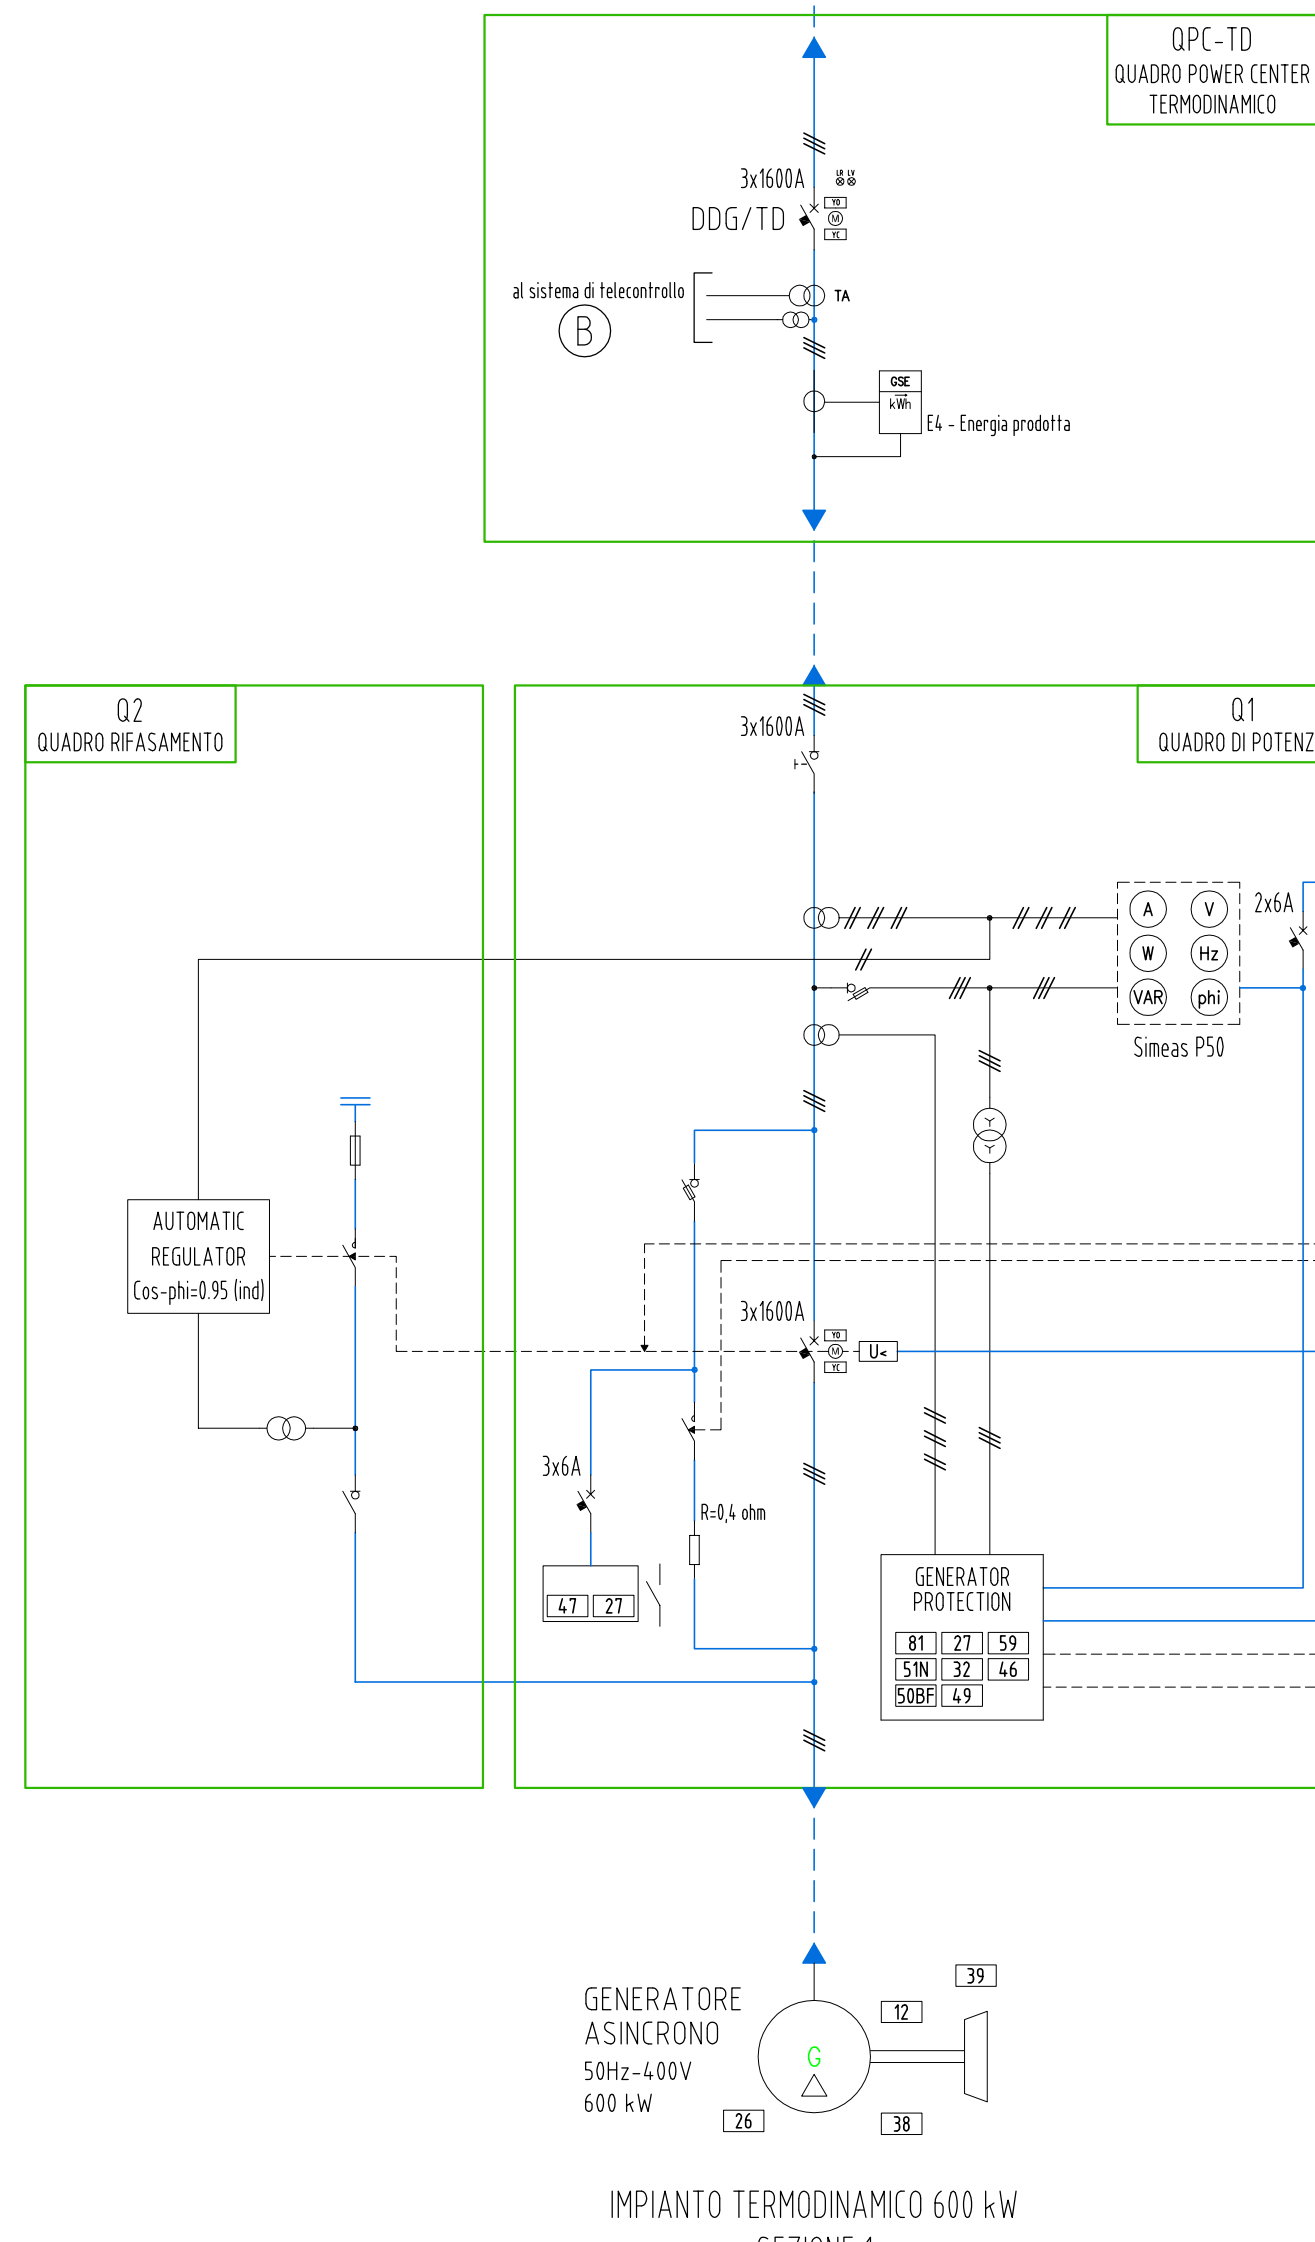 QPC-TD
QUADRO POWER CENTER
TERMODINAMICO
3x1600A
LR LV
DDG/TD
YO
M
YC
al sistema di telecontrollo
B
TA
GSE
kWh
E4 - Energia prodotta
Q2
QUADRO RIFASAMENTO
Q1
QUADRO DI POTENZ
3x1600A
A V
W Hz
VAR phi
Simeas P50
2x6A
Y
Y
AUTOMATIC
REGULATOR
Cos-phi=0.95 (ind)
3x1600A
YO
M
YC
U<
3x6A
R=0,4 ohm
47 27
GENERATOR
PROTECTION
81 27 59
51N 32 46
50BF 49
GENERATORE
ASINCRONO
50Hz-400V
600 kW
G
39
12
26
38
IMPIANTO TERMODINAMICO 600 kW
SEZIONE 1